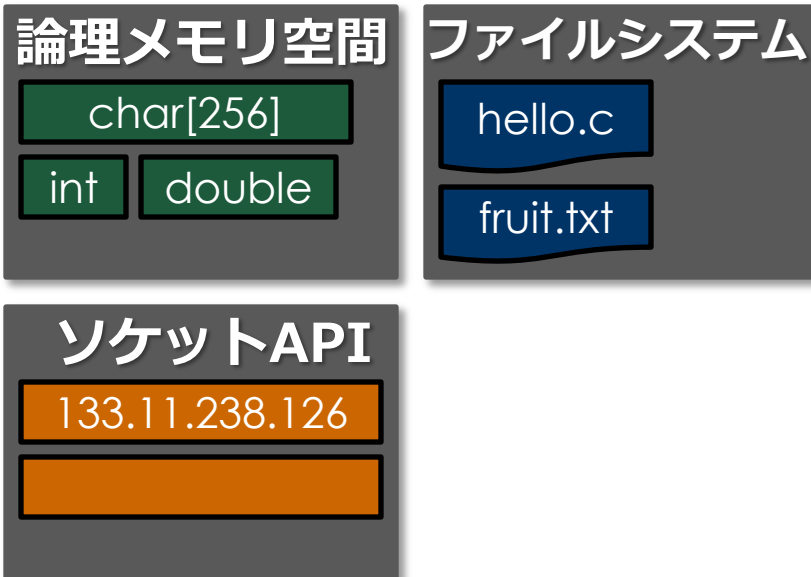 論理メモリ空間
char[256]
int
double
ファイルシステム
hello.c
fruit.txt
ソケットAPI
133.11.238.126